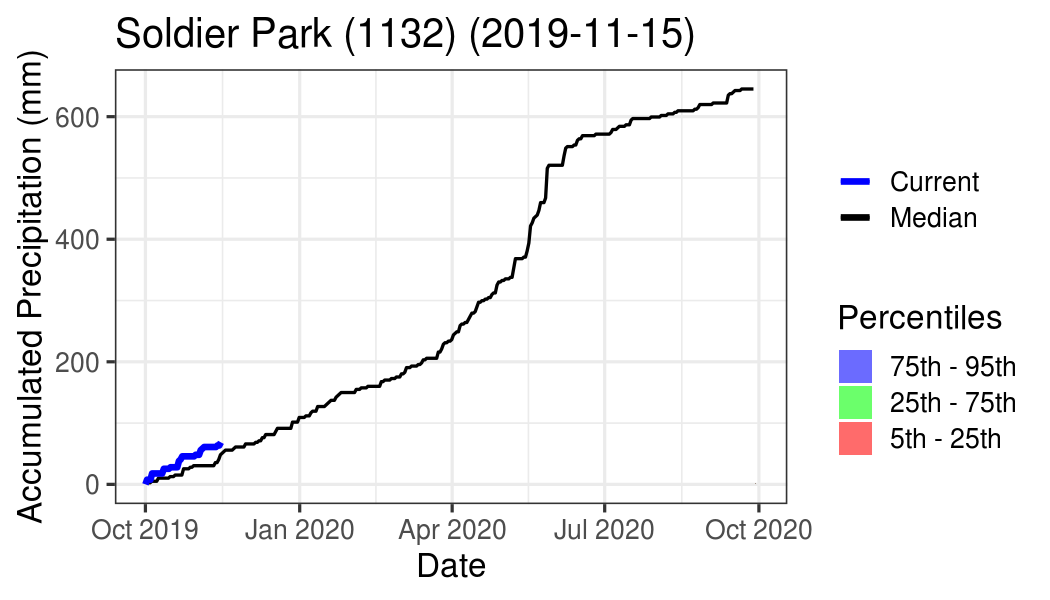 Soldier Park (1132) (2019-11-15)
Accumulated Precipitation (mm)
600
400
200
0
Oct 2019
Jan 2020
Apr 2020
Jul 2020
Oct 2020
Date
Current
Median
Percentiles
75th - 95th
25th - 75th
5th - 25th